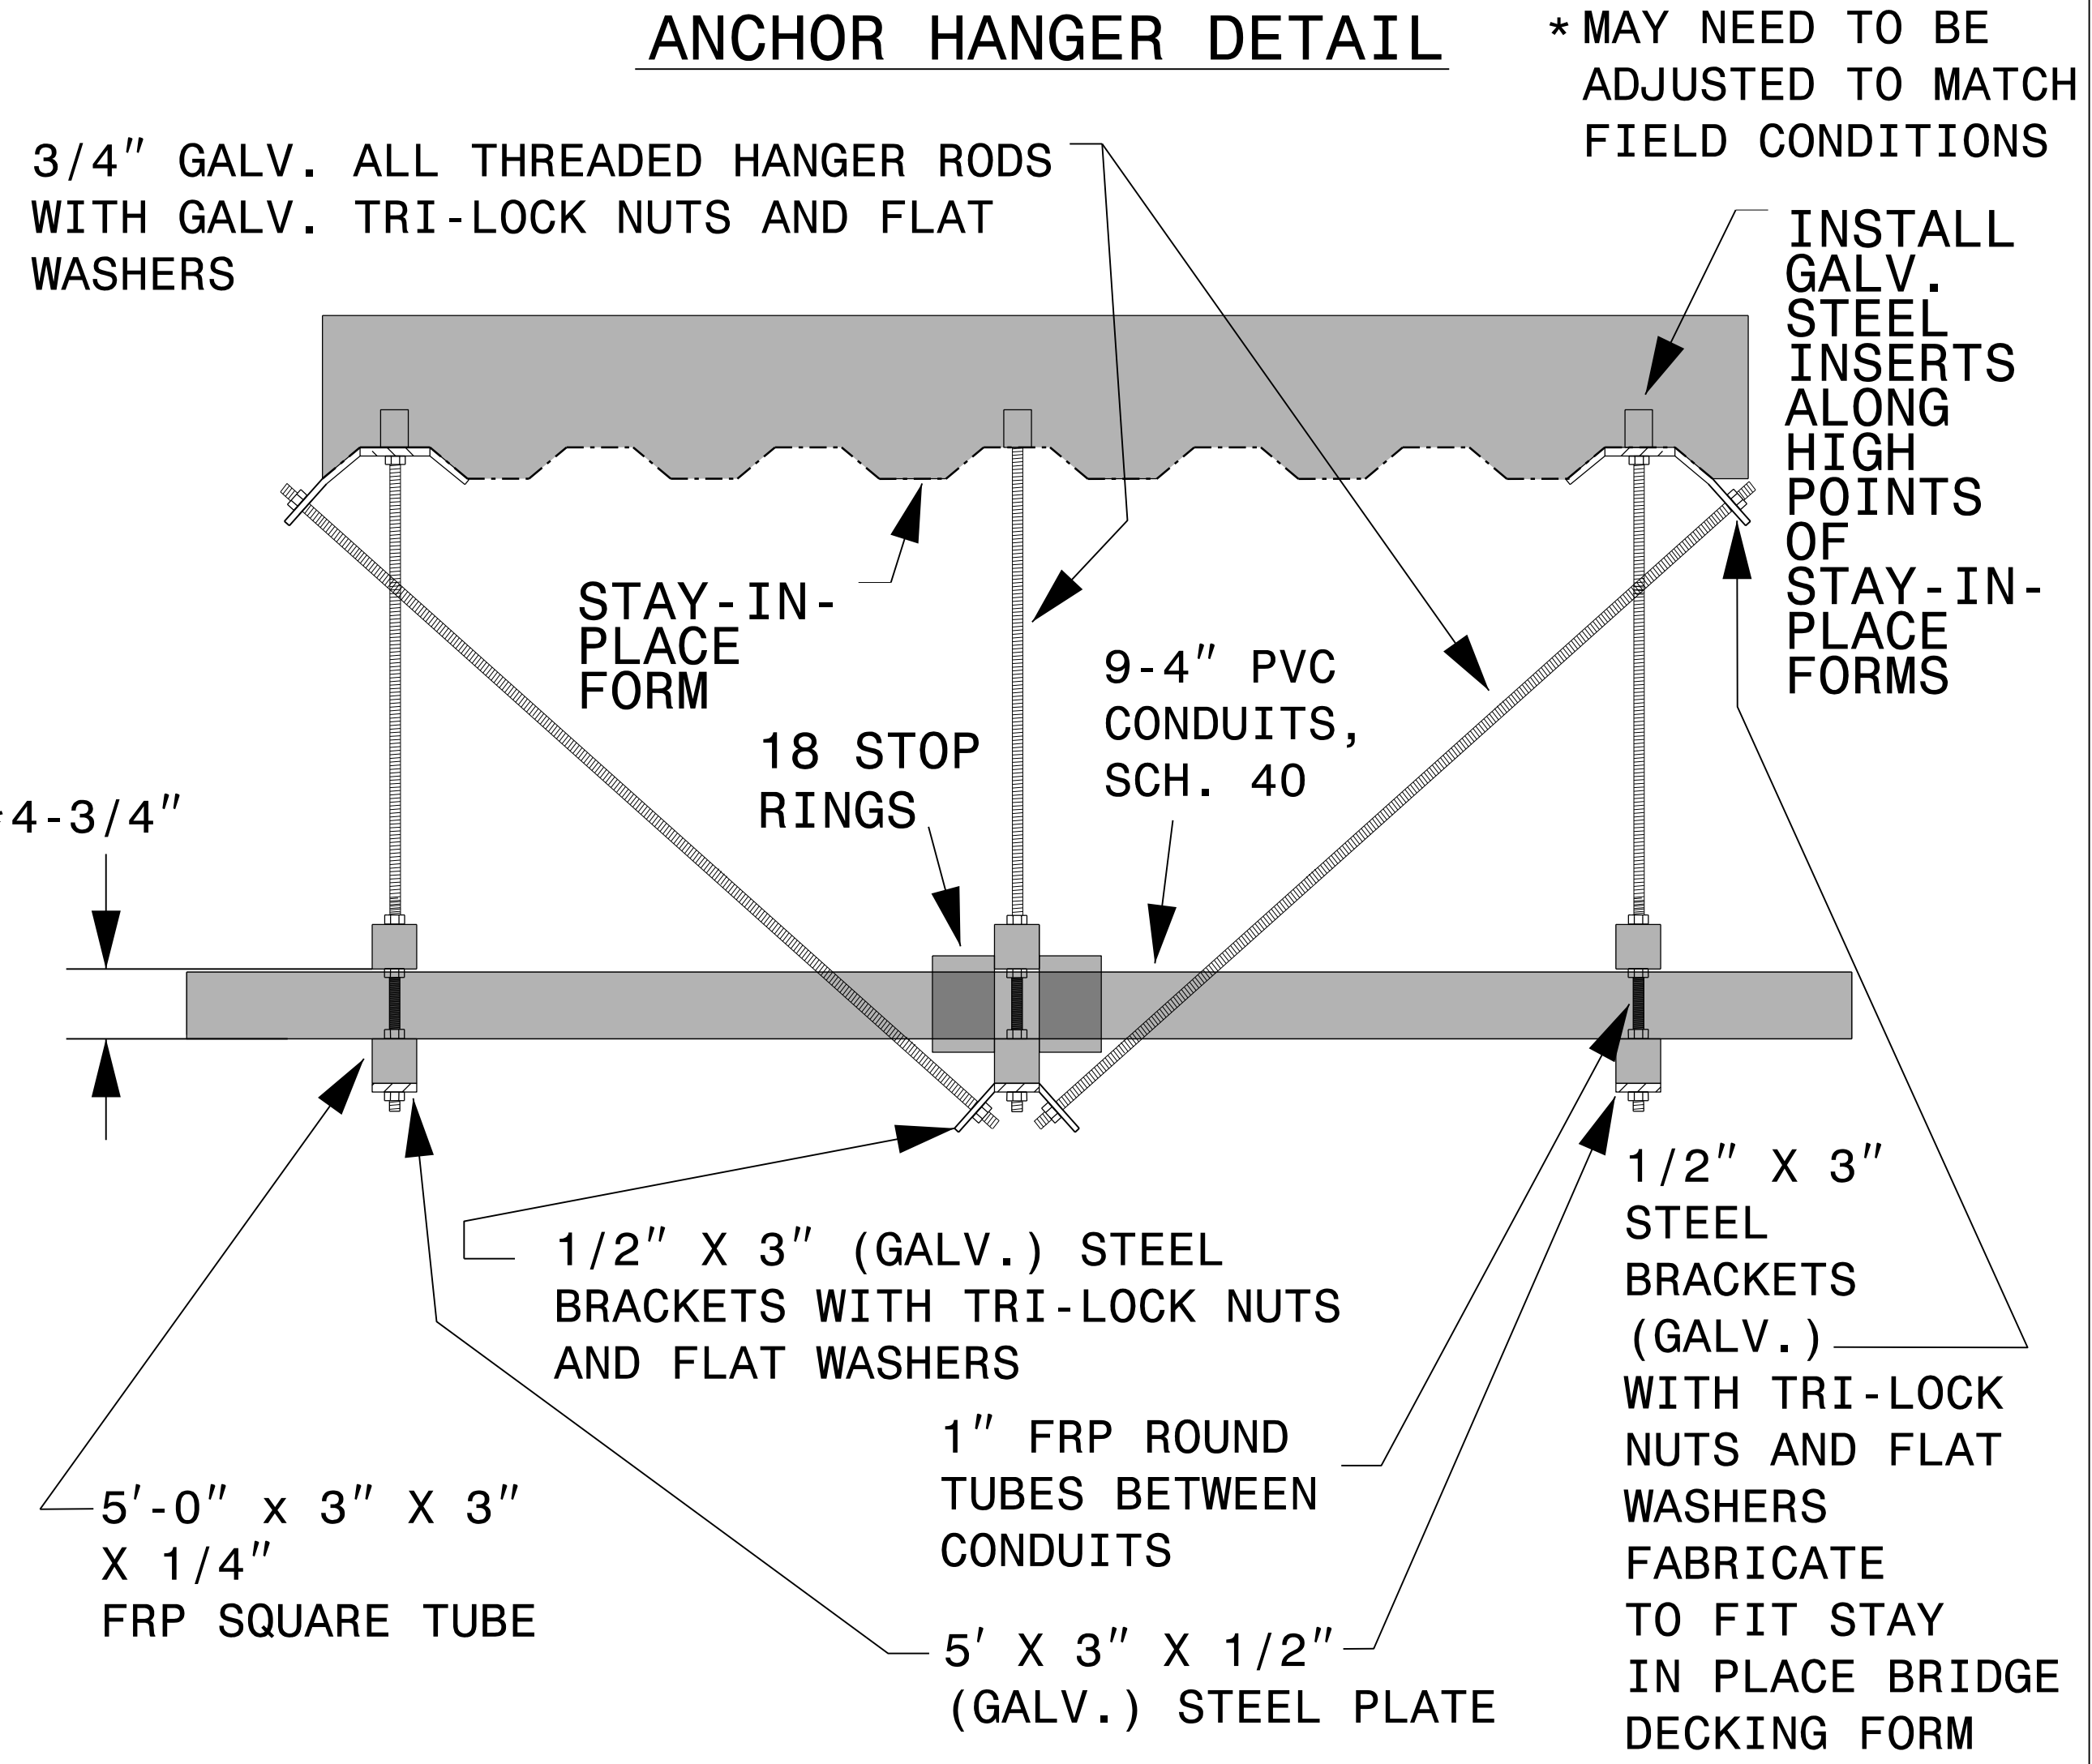 ANCHOR HANGER DETAIL
* MAY NEED TO BE
ADJUSTED TO MATCH
FIELD CONDITIONS
3/4" GALV. ALL THREADED HANGER RODS
WITH GALV. TRI-LOCK NUTS AND FLAT
WASHERS
INSTALL
GALV.
STEEL
INSERTS
ALONG
HIGH
POINTS
OF
STAY-IN-
PLACE
FORMS
STAY-IN-
PLACE
FORM
9-4" PVC
CONDUITS,
SCH. 40
18 STOP
RINGS
*4-3/4"
1/2" X 3" (GALV.) STEEL
BRACKETS WITH TRI-LOCK NUTS
AND FLAT WASHERS
1/2" X 3"
STEEL
BRACKETS
(GALV.)
WITH TRI-LOCK
NUTS AND FLAT
WASHERS
FABRICATE
TO FIT STAY
IN PLACE BRIDGE
DECKING FORM
1" FRP ROUND
TUBES BETWEEN
CONDUITS
5'-0" x 3" X 3"
X 1/4"
FRP SQUARE TUBE
5' X 3" X 1/2"
(GALV.) STEEL PLATE